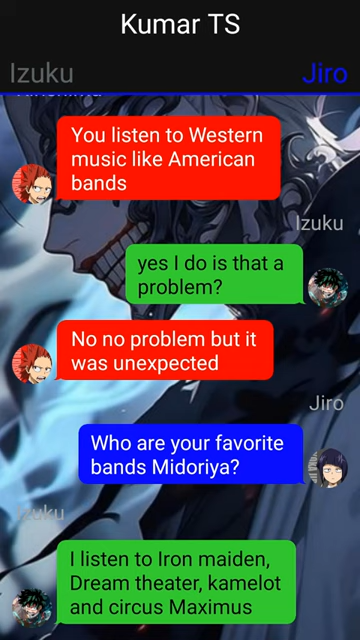 Kumar TS
Izuku
Jiro
You listen to Western
music like American
bands
Izuku
yes I do is that a
problem?
No no problem but it
was unexpected
Jiro
Who are your favorite
bands Midoriya?
Izuku
I listen to Iron maiden,
Dream theater, kamelot
and circus Maximus